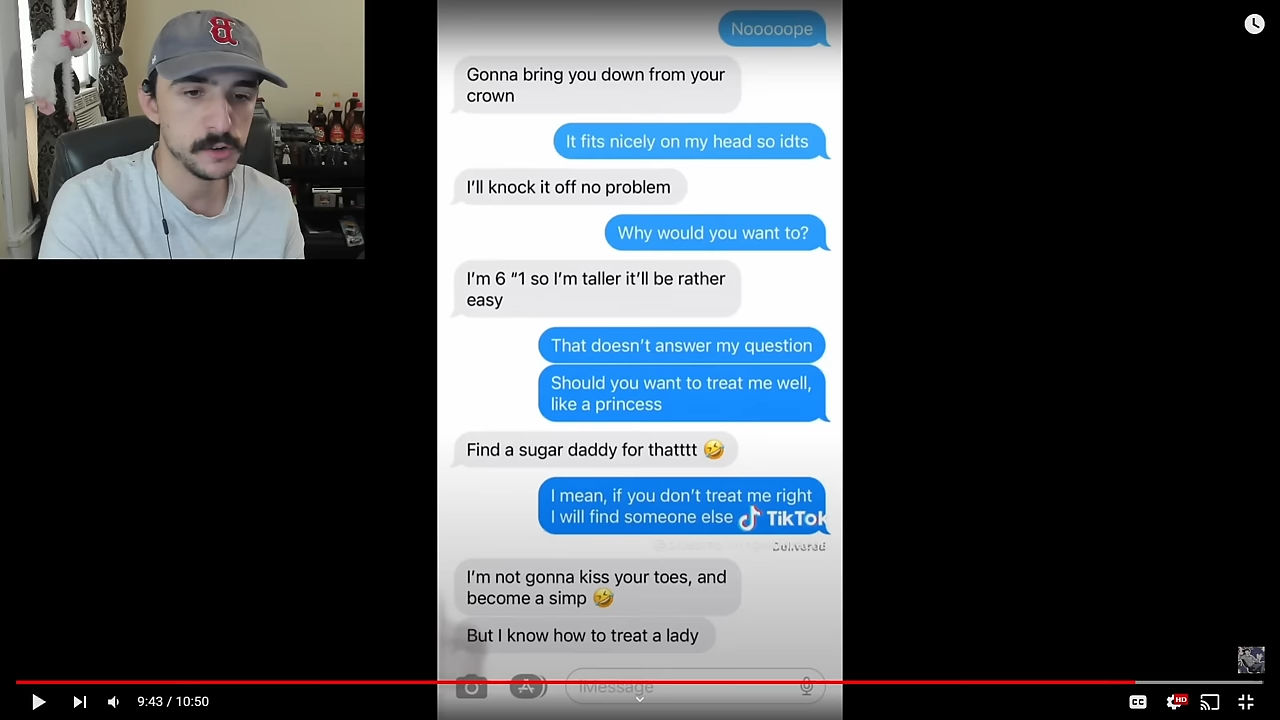 Nooooope
Gonna bring you down from your
crown
It fits nicely on my head so idts
I'll knock it off no problem
Why would you want to?
I'm 6 "1 so I'm taller it'll be rather
easy
That doesn't answer my question
Should you want to treat me well,
like a princess
Find a sugar daddy for thatttt 🤣
I mean, if you don't treat me right
I will find someone else
TikTok
Delivered
I'm not gonna kiss your toes, and
become a simp 🤣
But I know how to treat a lady
iMessage
9:43 / 10:50
CC
HD
B